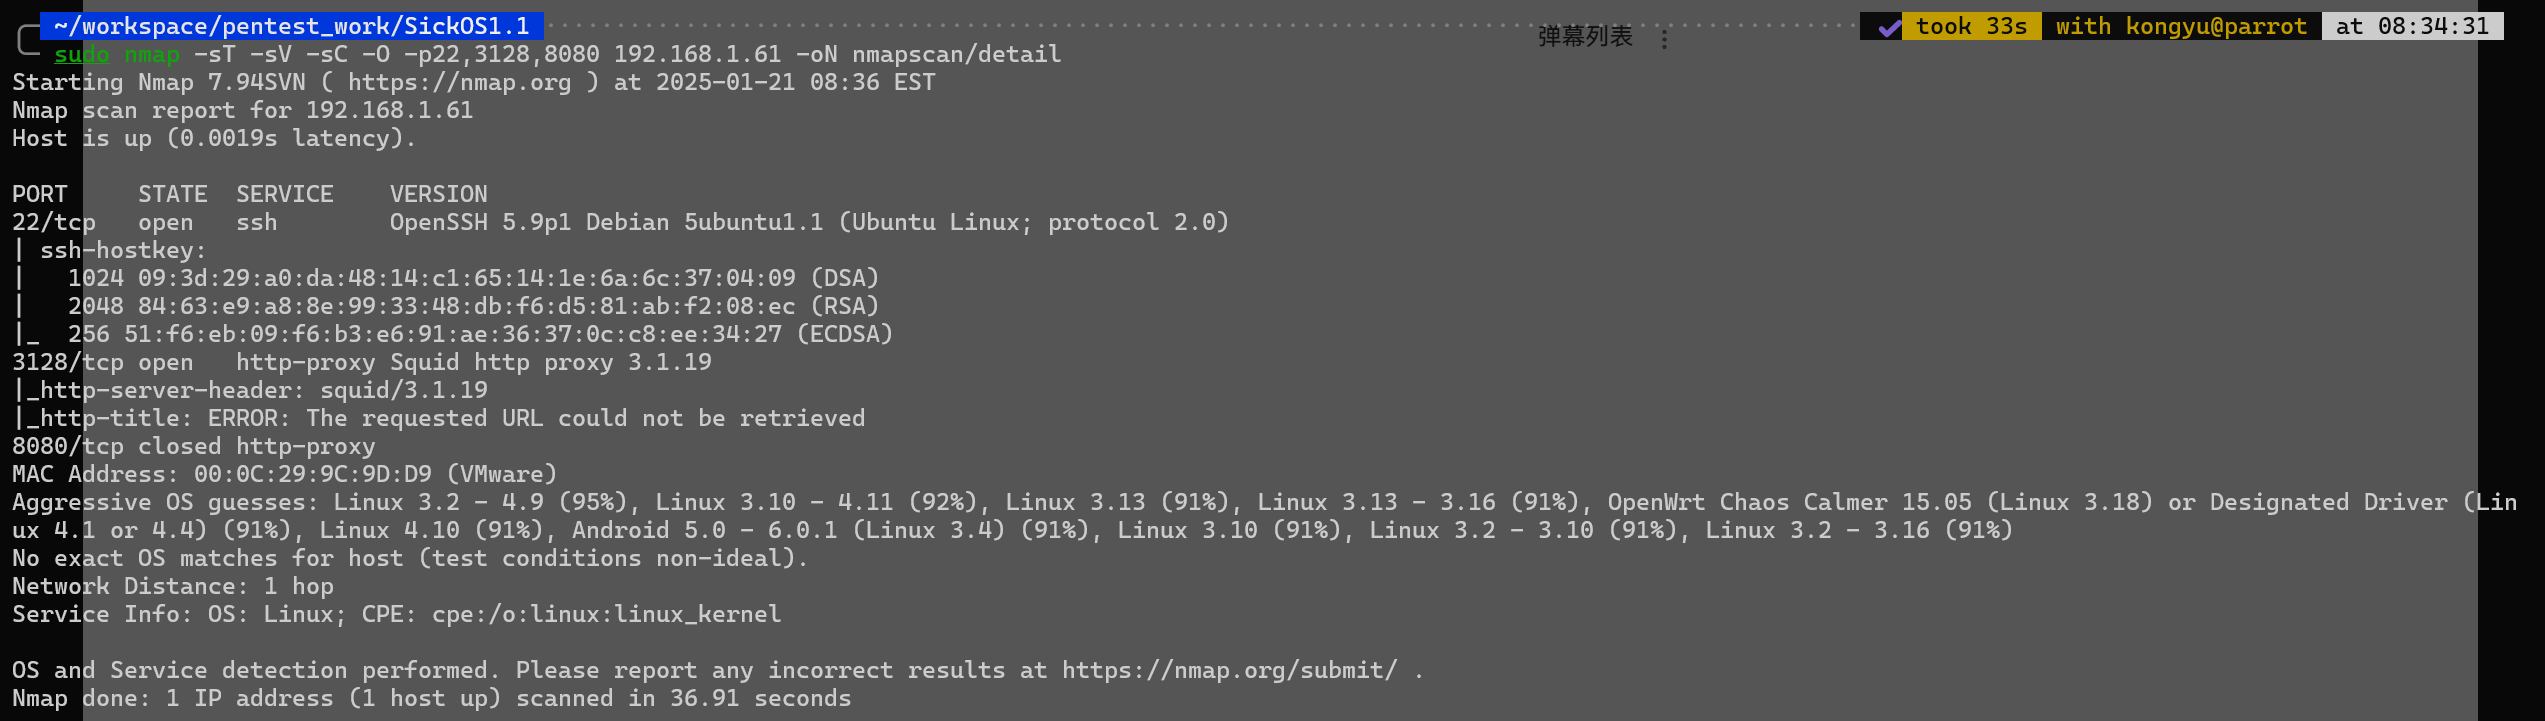 ~/workspace/pentest_work/SickOS1.1 took 33s with kongyu@parrot at 08:34:31
弹幕列表
sudo nmap -sT -sV -sC -O -p22,3128,8080 192.168.1.61 -oN nmapscan/detail
Starting Nmap 7.94SVN ( https://nmap.org ) at 2025-01-21 08:36 EST
Nmap scan report for 192.168.1.61
Host is up (0.0019s latency).
PORT     STATE  SERVICE    VERSION
22/tcp   open   ssh        OpenSSH 5.9p1 Debian 5ubuntu1.1 (Ubuntu Linux; protocol 2.0)
| ssh-hostkey:
|   1024 09:3d:29:a0:da:48:14:c1:65:14:1e:6a:6c:37:04:09 (DSA)
|   2048 84:63:e9:a8:8e:99:33:48:db:f6:d5:81:ab:f2:08:ec (RSA)
|_  256 51:f6:eb:09:f6:b3:e6:91:ae:36:37:0c:c8:ee:34:27 (ECDSA)
3128/tcp open   http-proxy Squid http proxy 3.1.19
|_http-server-header: squid/3.1.19
|_http-title: ERROR: The requested URL could not be retrieved
8080/tcp closed http-proxy
MAC Address: 00:0C:29:9C:9D:D9 (VMware)
Aggressive OS guesses: Linux 3.2 - 4.9 (95%), Linux 3.10 - 4.11 (92%), Linux 3.13 (91%), Linux 3.13 - 3.16 (91%), OpenWrt Chaos Calmer 15.05 (Linux 3.18) or Designated Driver (Lin
ux 4.1 or 4.4) (91%), Linux 4.10 (91%), Android 5.0 - 6.0.1 (Linux 3.4) (91%), Linux 3.10 (91%), Linux 3.2 - 3.10 (91%), Linux 3.2 - 3.16 (91%)
No exact OS matches for host (test conditions non-ideal).
Network Distance: 1 hop
Service Info: OS: Linux; CPE: cpe:/o:linux:linux_kernel
OS and Service detection performed. Please report any incorrect results at https://nmap.org/submit/ .
Nmap done: 1 IP address (1 host up) scanned in 36.91 seconds